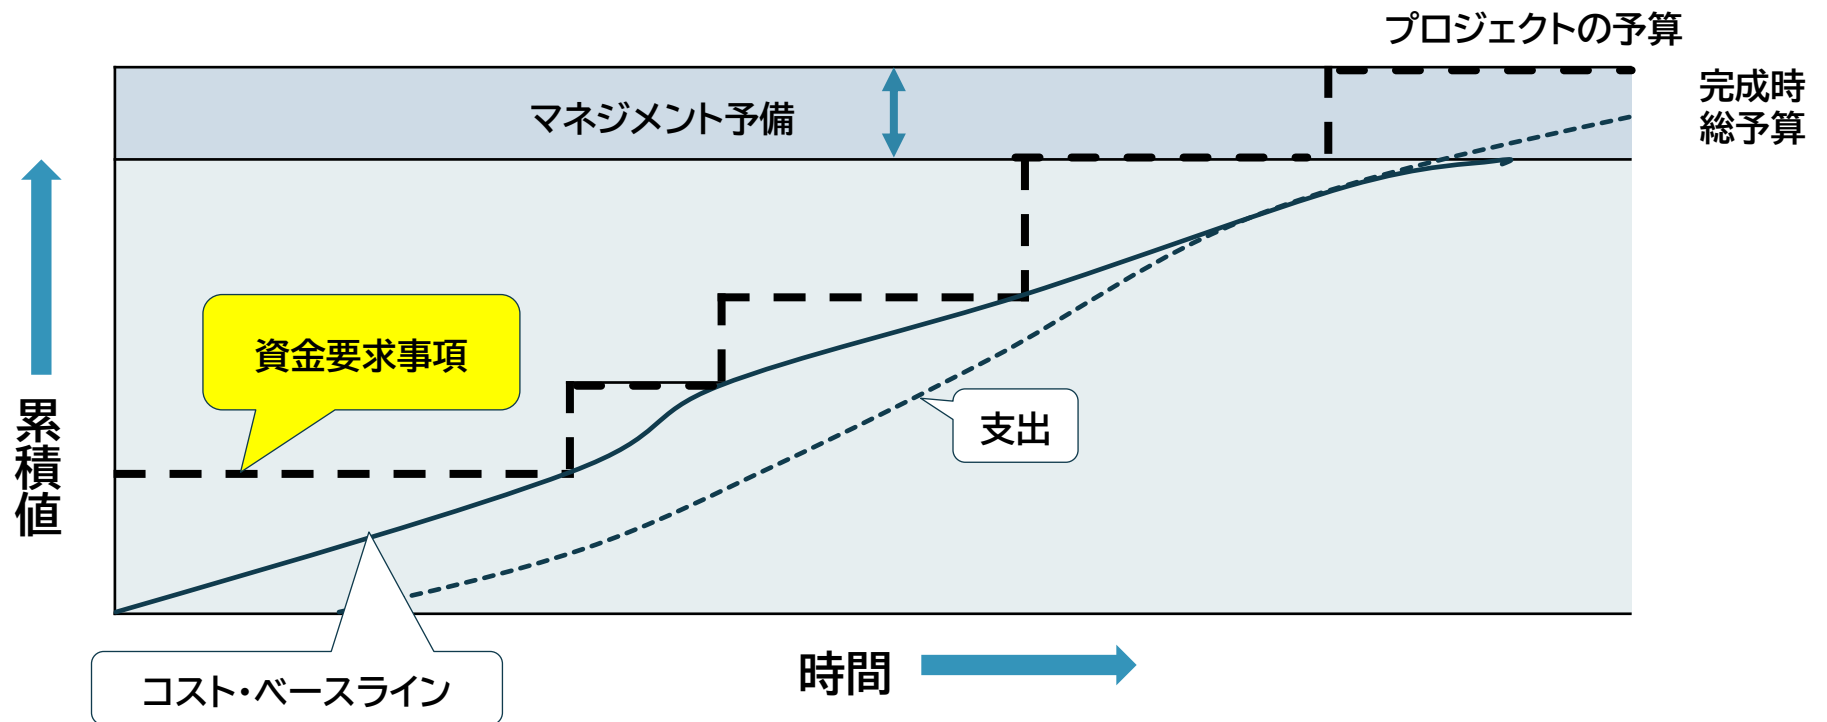 プロジェクトの予算
完成時
総予算
マネジメント予備
資金要求事項
支出
累積値
コスト・ベースライン
時間